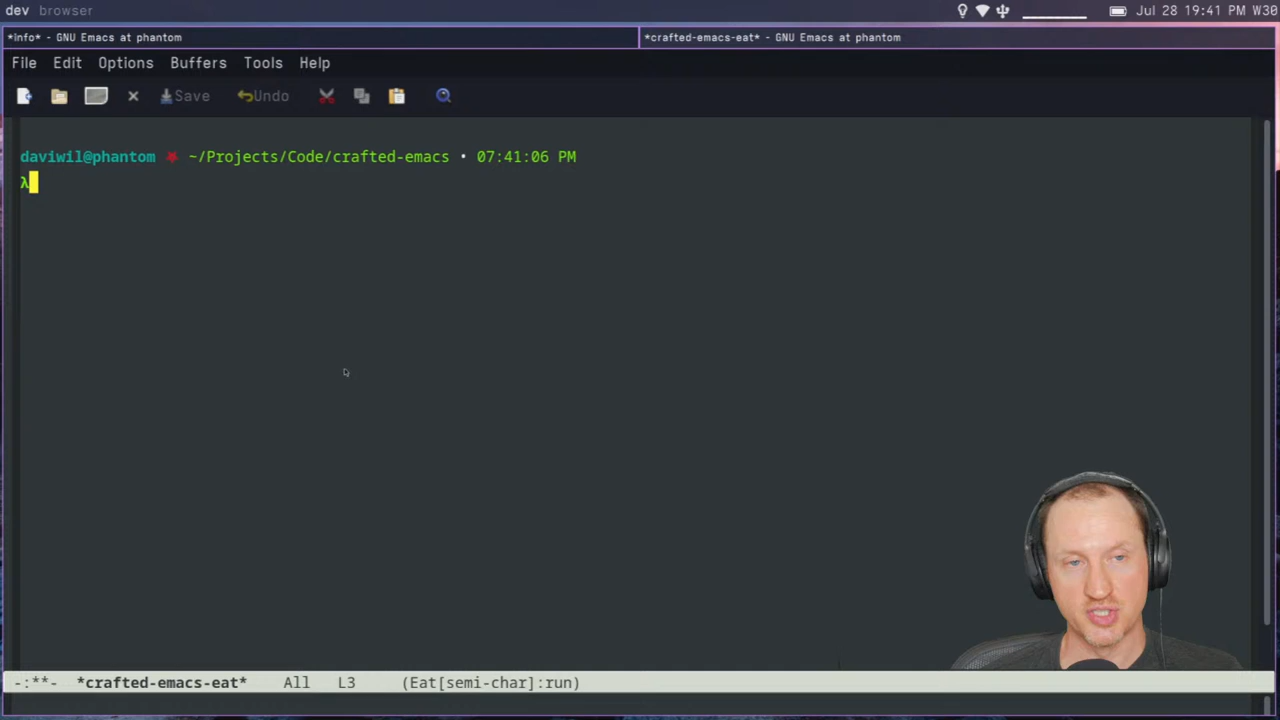 dev browser
Jul 28 19:41 PM W30
*info* - GNU Emacs at phantom
*crafted-emacs-eat* - GNU Emacs at phantom
File Edit Options Buffers Tools Help
Save Undo
daviwil@phantom ~/Projects/Code/crafted-emacs • 07:41:06 PM
λ
-:**- *crafted-emacs-eat* All L3 (Eat[semi-char]:run)